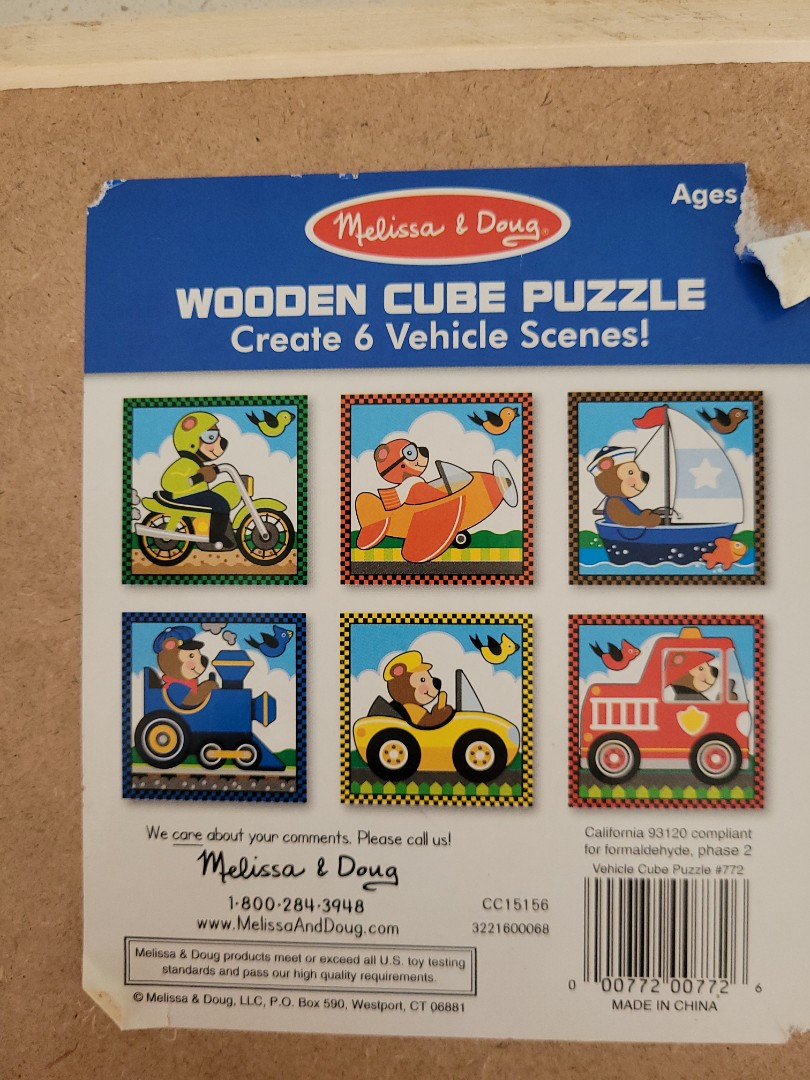 Ages
Melissa & Doug®
WOODEN CUBE PUZZLE
Create 6 Vehicle Scenes!
We care about your comments. Please call us!
Melissa & Doug
1-800-284-3948
www.MelissaAndDoug.com
CC15156
3221600068
Melissa & Doug products meet or exceed all U.S. toy testing
standards and pass our high quality requirements.
© Melissa & Doug, LLC, P.O. Box 590, Westport, CT 06881
California 93120 compliant
for formaldehyde, phase 2
Vehicle Cube Puzzle #772
0 00772 00772 6
MADE IN CHINA